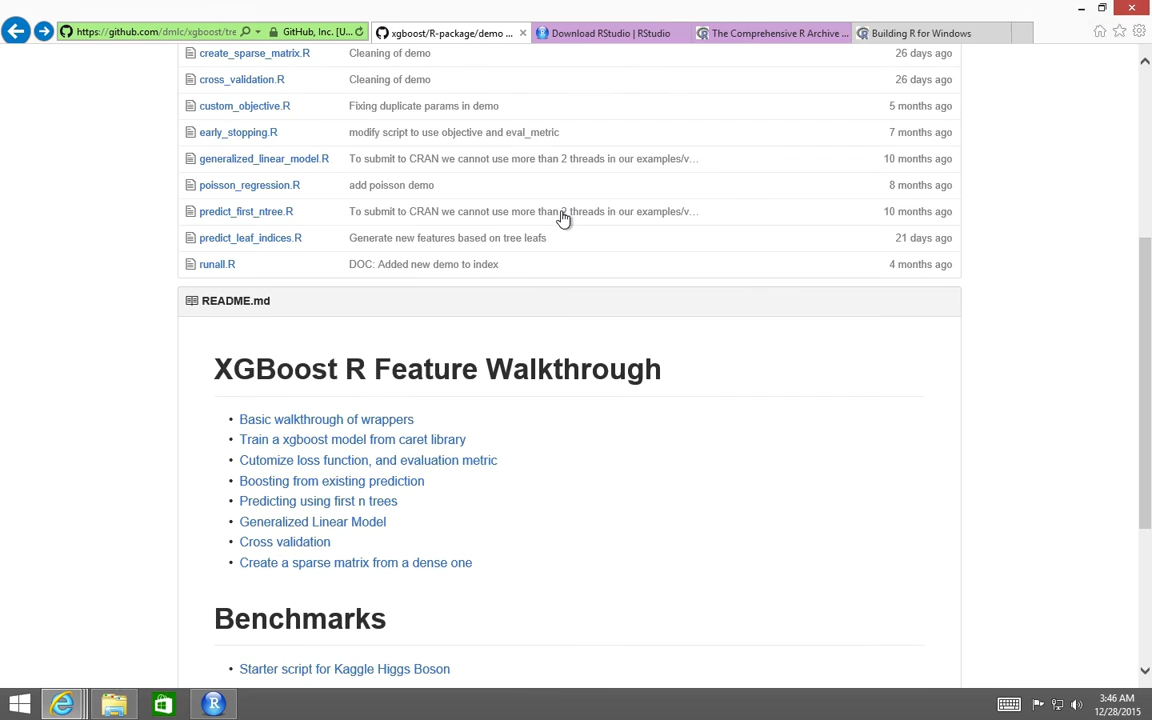 https://github.com/dmlc/xgboost/tre GitHub, Inc. [U... xgboost/R-package/demo ... Download RStudio | RStudio The Comprehensive R Archive ... Building R for Windows
create_sparse_matrix.R Cleaning of demo 26 days ago
cross_validation.R Cleaning of demo 26 days ago
custom_objective.R Fixing duplicate params in demo 5 months ago
early_stopping.R modify script to use objective and eval_metric 7 months ago
generalized_linear_model.R To submit to CRAN we cannot use more than 2 threads in our examples/v... 10 months ago
poisson_regression.R add poisson demo 8 months ago
predict_first_ntree.R To submit to CRAN we cannot use more than 2 threads in our examples/v... 10 months ago
predict_leaf_indices.R Generate new features based on tree leafs 21 days ago
runall.R DOC: Added new demo to index 4 months ago
README.md
XGBoost R Feature Walkthrough
• Basic walkthrough of wrappers
• Train a xgboost model from caret library
• Cutomize loss function, and evaluation metric
• Boosting from existing prediction
• Predicting using first n trees
• Generalized Linear Model
• Cross validation
• Create a sparse matrix from a dense one
Benchmarks
• Starter script for Kaggle Higgs Boson
3:46 AM
12/28/2015